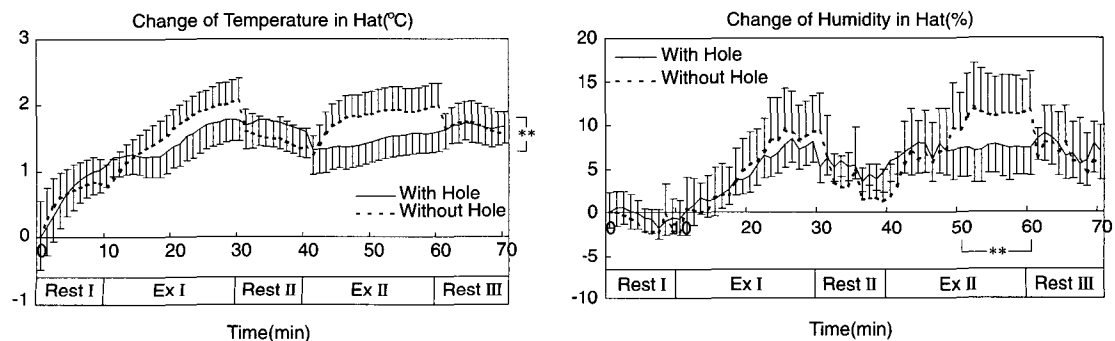 Change of Temperature in Hat(°C)
3
2
1
0
-1
**
With Hole
Without Hole
0 10 20 30 40 50 60 70
Rest I Ex I Rest II Ex II Rest III
Time(min)
Change of Humidity in Hat(%)
20
15
10
5
0
-5
-10
With Hole
Without Hole
0 10 20 30 40 50 60 70
**
Rest I Ex I Rest II Ex II Rest III
Time(min)